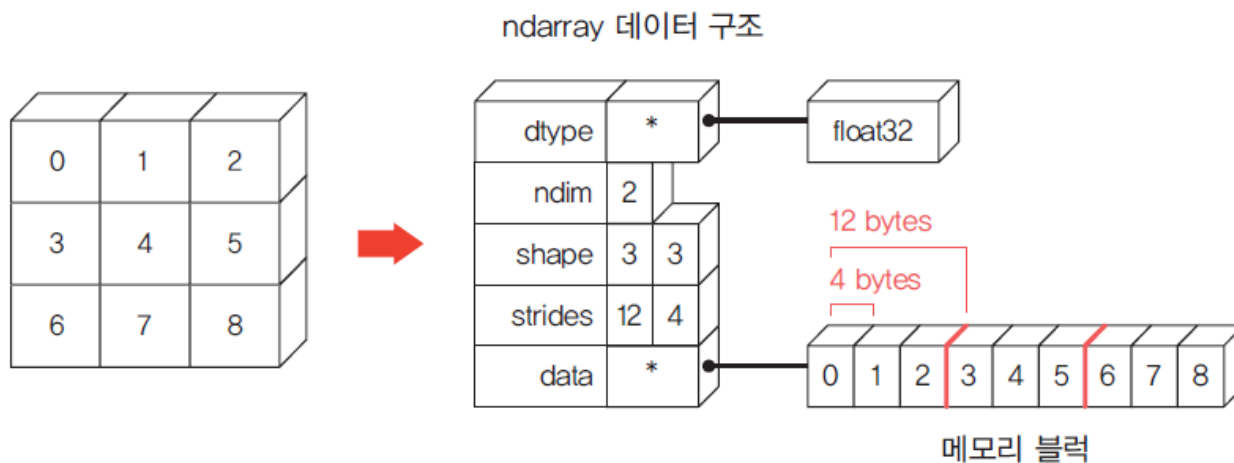 ndarray 데이터 구조
0 1 2
3 4 5
6 7 8
dtype *
float32
ndim 2
shape 3 3
strides 12 4
data *
12 bytes
4 bytes
0 1 2 3 4 5 6 7 8
메모리 블럭